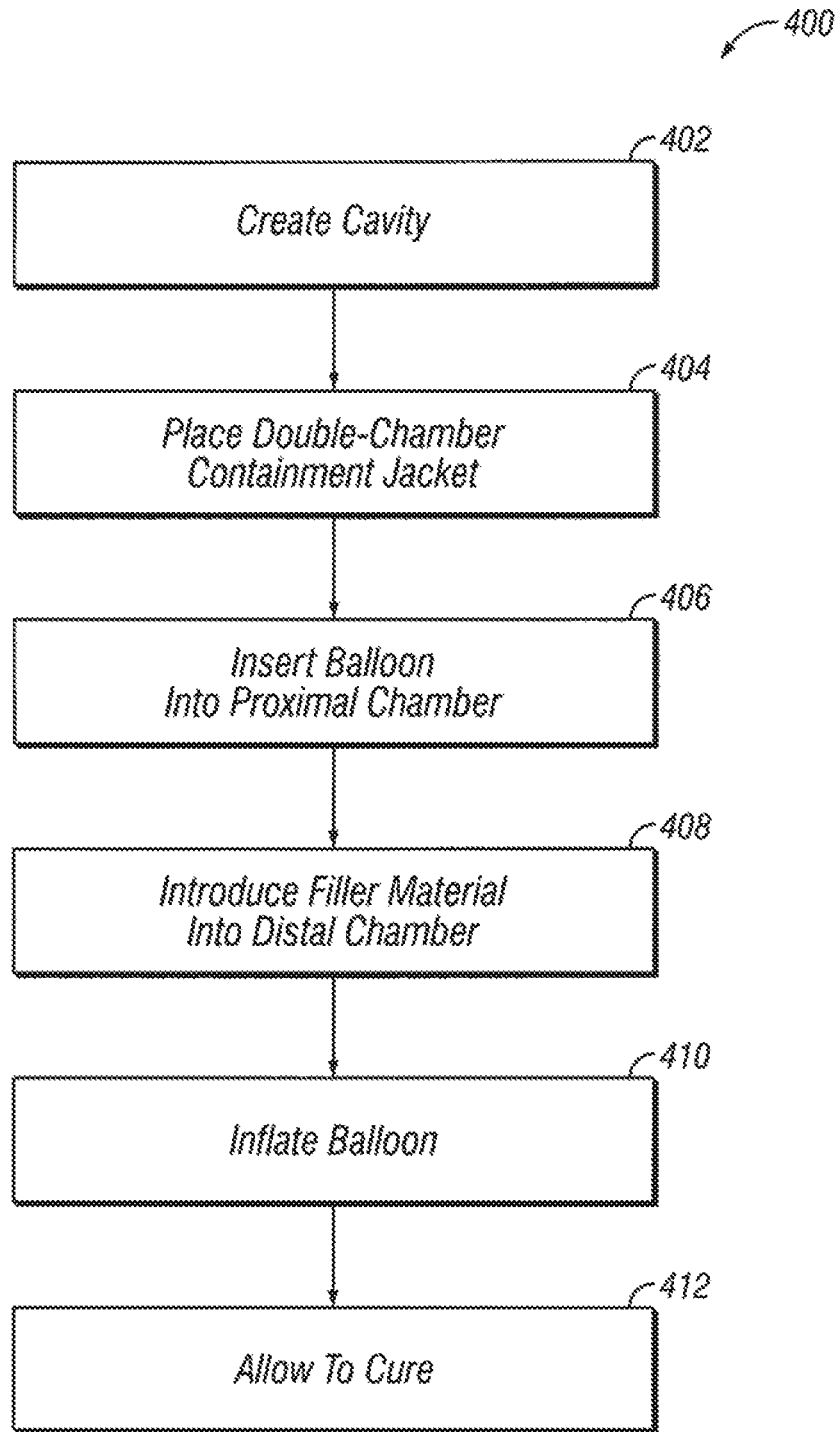 400
402
Create Cavity
404
Place Double-Chamber
Containment Jacket
406
Insert Balloon
Into Proximal Chamber
408
Introduce Filler Material
Into Distal Chamber
410
Inflate Balloon
412
Allow To Cure